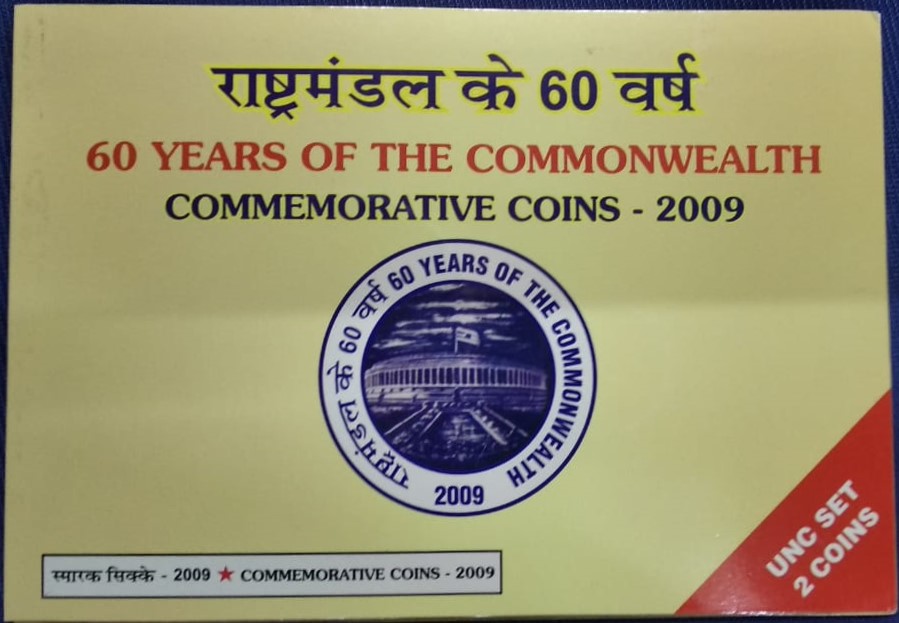 राष्ट्रमंडल के 60 वर्ष
60 YEARS OF THE COMMONWEALTH
COMMEMORATIVE COINS - 2009
राष्ट्रमंडल के 60 वर्ष 60 YEARS OF THE COMMONWEALTH
2009
स्मारक सिक्के - 2009 ★ COMMEMORATIVE COINS - 2009
UNC SET
2 COINS